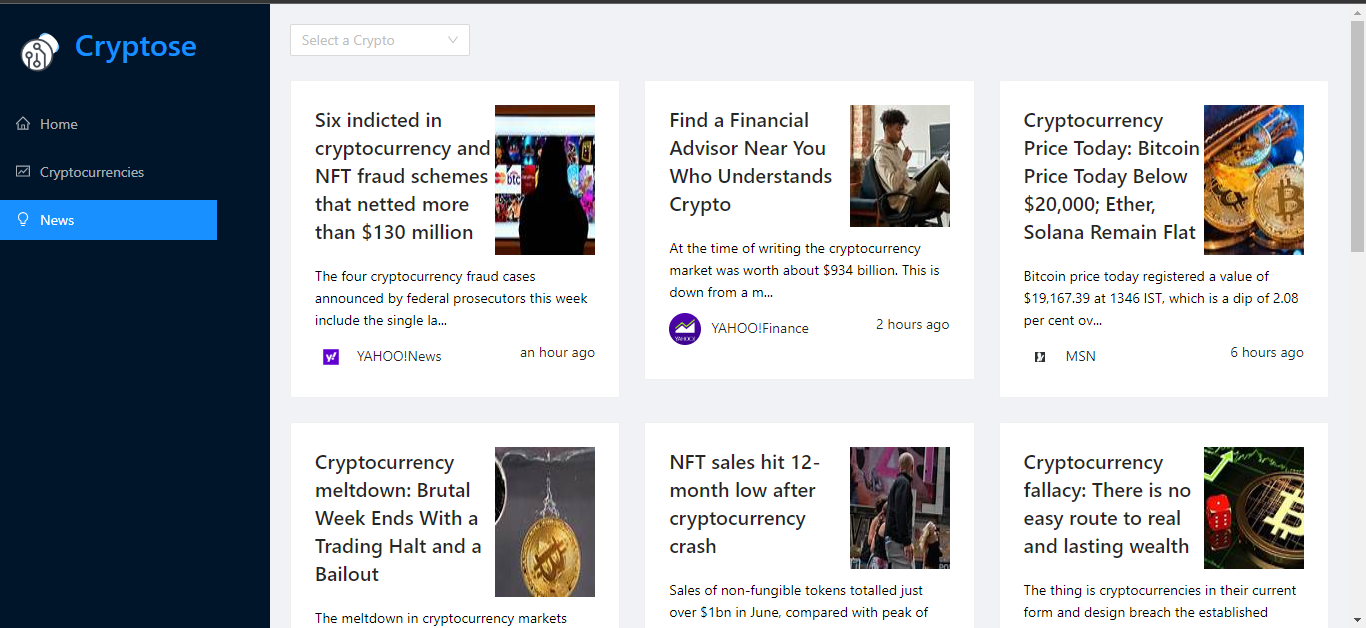 Cryptose
Home
Cryptocurrencies
News
Select a Crypto
Six indicted in
cryptocurrency and
NFT fraud schemes
that netted more
than $130 million
The four cryptocurrency fraud cases
announced by federal prosecutors this week
include the single la...
YAHOO!News
an hour ago
Find a Financial
Advisor Near You
Who Understands
Crypto
At the time of writing the cryptocurrency
market was worth about $934 billion. This is
down from a m...
YAHOO!Finance
2 hours ago
Cryptocurrency
Price Today: Bitcoin
Price Today Below
$20,000; Ether,
Solana Remain Flat
Bitcoin price today registered a value of
$19,167.39 at 1346 IST, which is a dip of 2.08
per cent ov...
MSN
6 hours ago
Cryptocurrency
meltdown: Brutal
Week Ends With a
Trading Halt and a
Bailout
The meltdown in cryptocurrency markets
NFT sales hit 12-
month low after
cryptocurrency
crash
Sales of non-fungible tokens totalled just
over $1bn in June, compared with peak of
Cryptocurrency
fallacy: There is no
easy route to real
and lasting wealth
The thing is cryptocurrencies in their current
form and design breach the established